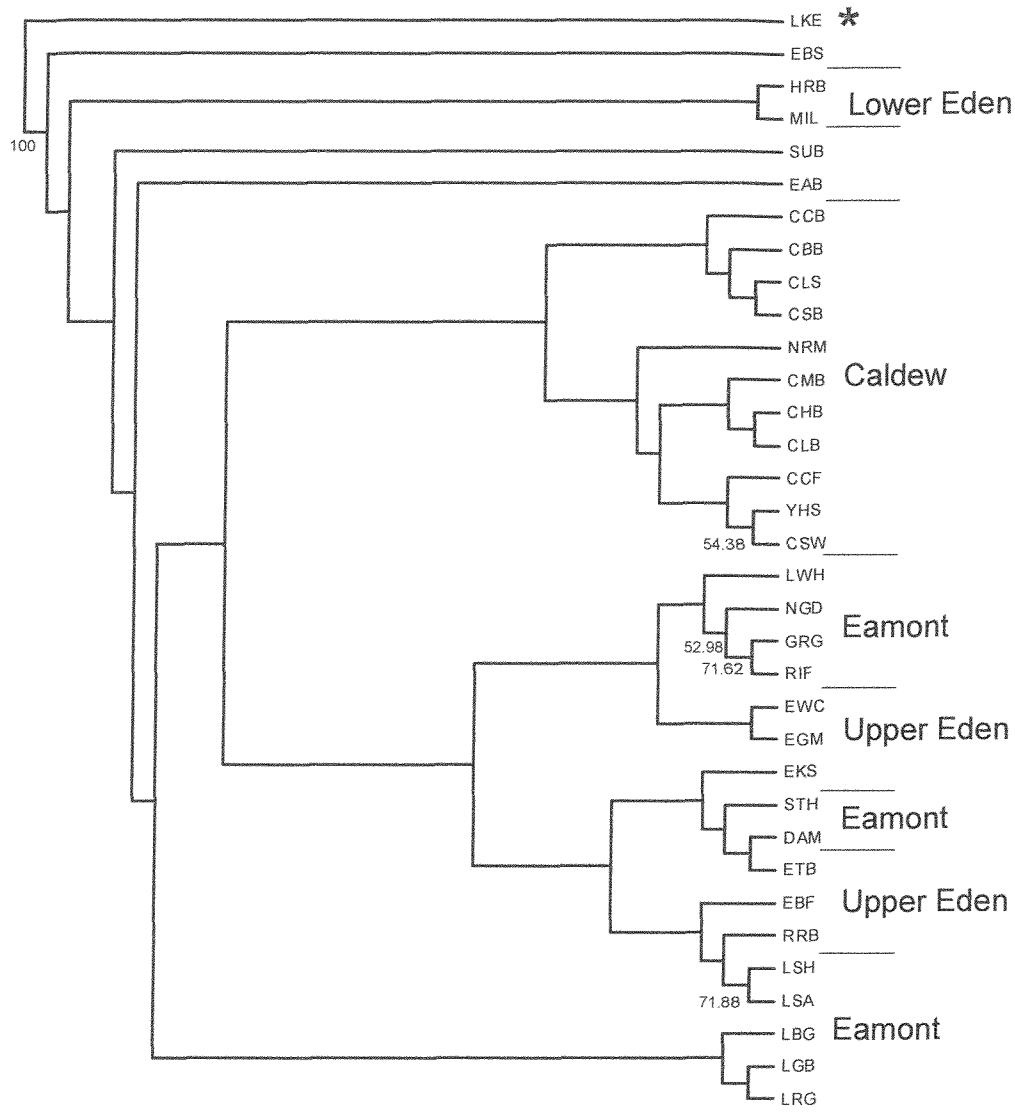 LKE *
EBS
HRB
Lower Eden
MIL
100
SUB
EAB
CCB
CBB
CLS
CSB
NRM
Caldew
CMB
CHB
CLB
CCF
YHS
54.38 CSW
LWH
NGD
Eamont
52.98 GRG
71.62 RIF
EWC
Upper Eden
EGM
EKS
STH
Eamont
DAM
ETB
EBF
Upper Eden
RRB
LSH
71.88 LSA
LBG
Eamont
LGB
LRG